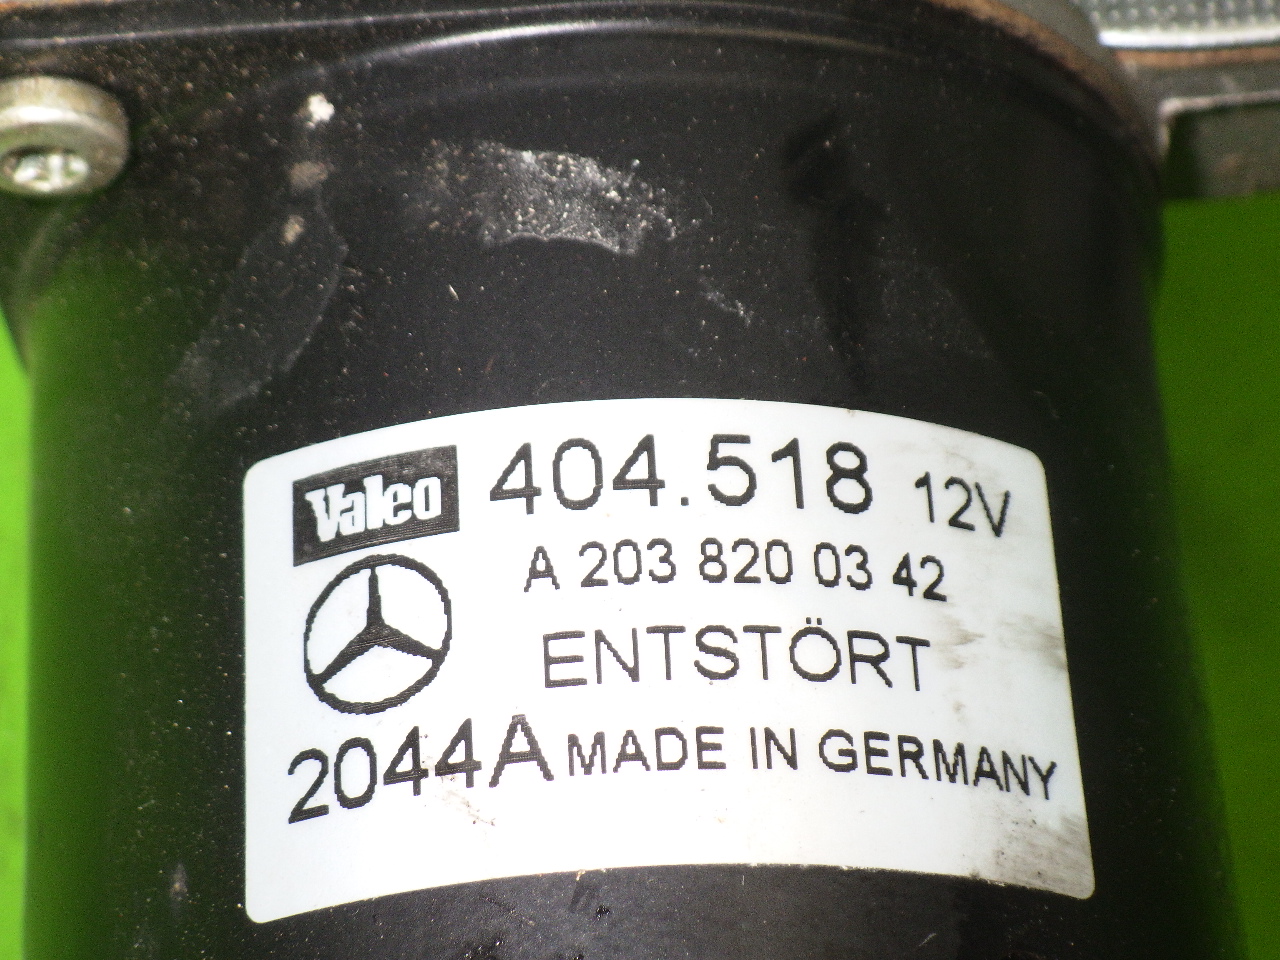 Valeo 404.518 12V
A 203 820 03 42
ENTSTÖRT
2044A MADE IN GERMANY